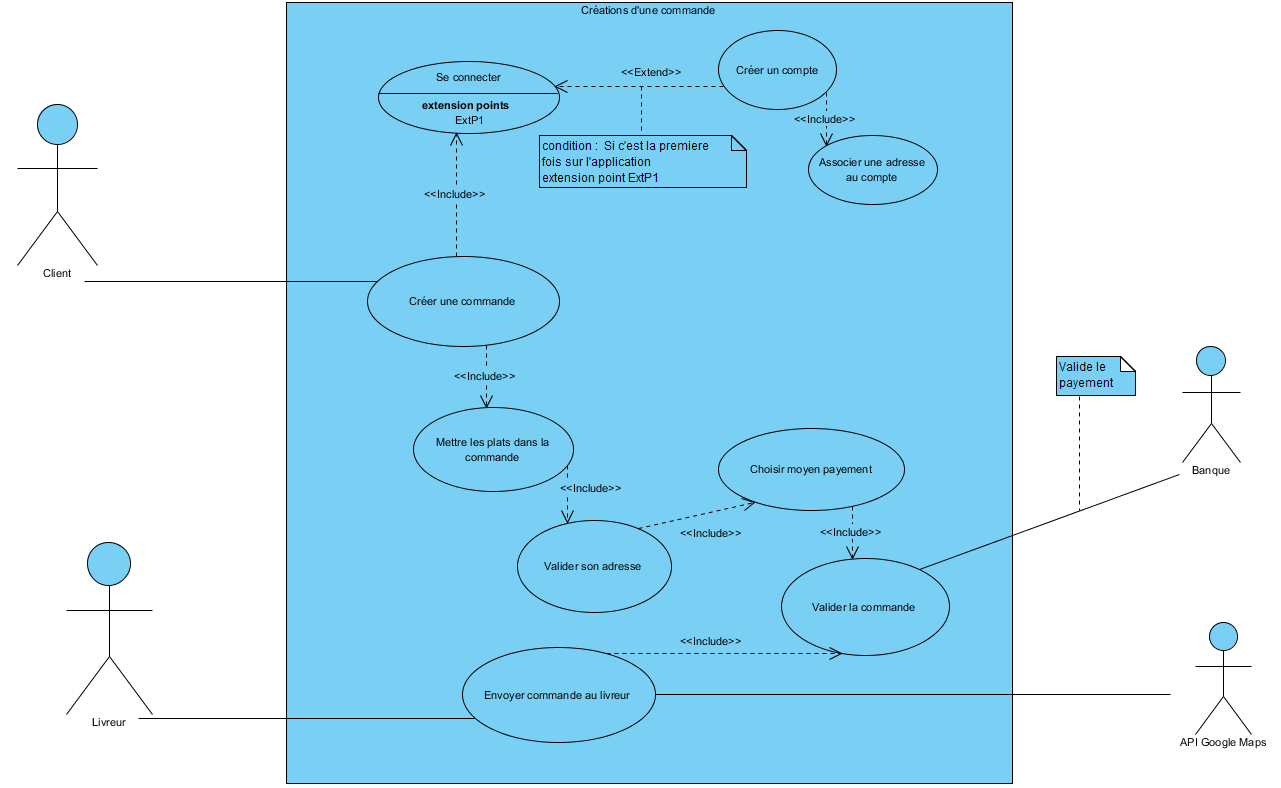 Créations d'une commande
Se connecter
extension points
ExtP1
<<Extend>>
Créer un compte
<<Include>>
condition :  Si c'est la premiere
fois sur l'application
extension point ExtP1
Associer une adresse
au compte
<<Include>>
Client
Créer une commande
<<Include>>
Valide le
payement
Mettre les plats dans la
commande
Choisir moyen payement
Banque
<<Include>>
<<Include>>
<<Include>>
Valider son adresse
Valider la commande
<<Include>>
Envoyer commande au livreur
Livreur
API Google Maps